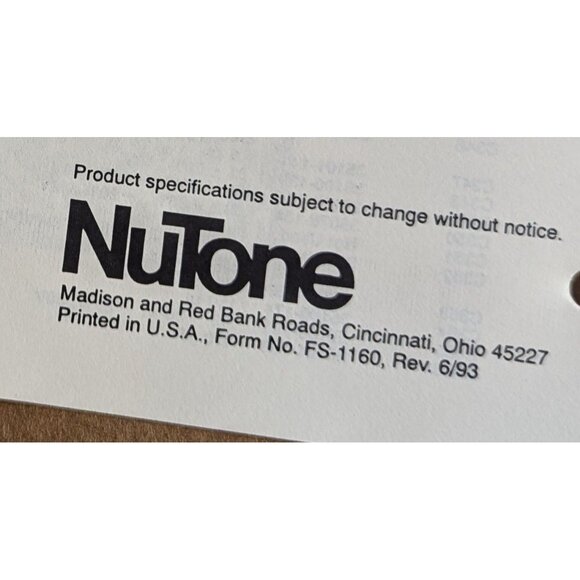 Product specifications subject to change without notice.
NuTone
Madison and Red Bank Roads, Cincinnati, Ohio 45227
Printed in U.S.A., Form No. FS-1160, Rev. 6/93